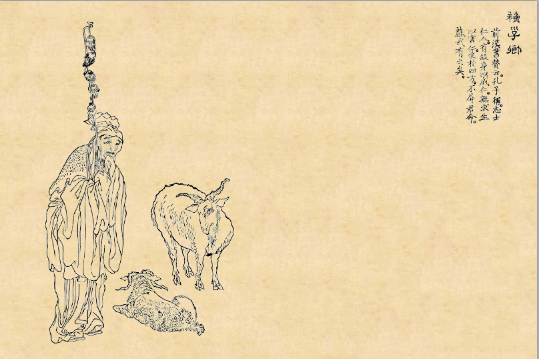 蘇子卿
前漢書贊曰孔子稱志士
仁人有殺身以成仁無求生
以害仁使於四方不辱君命。
蘇武有之矣。